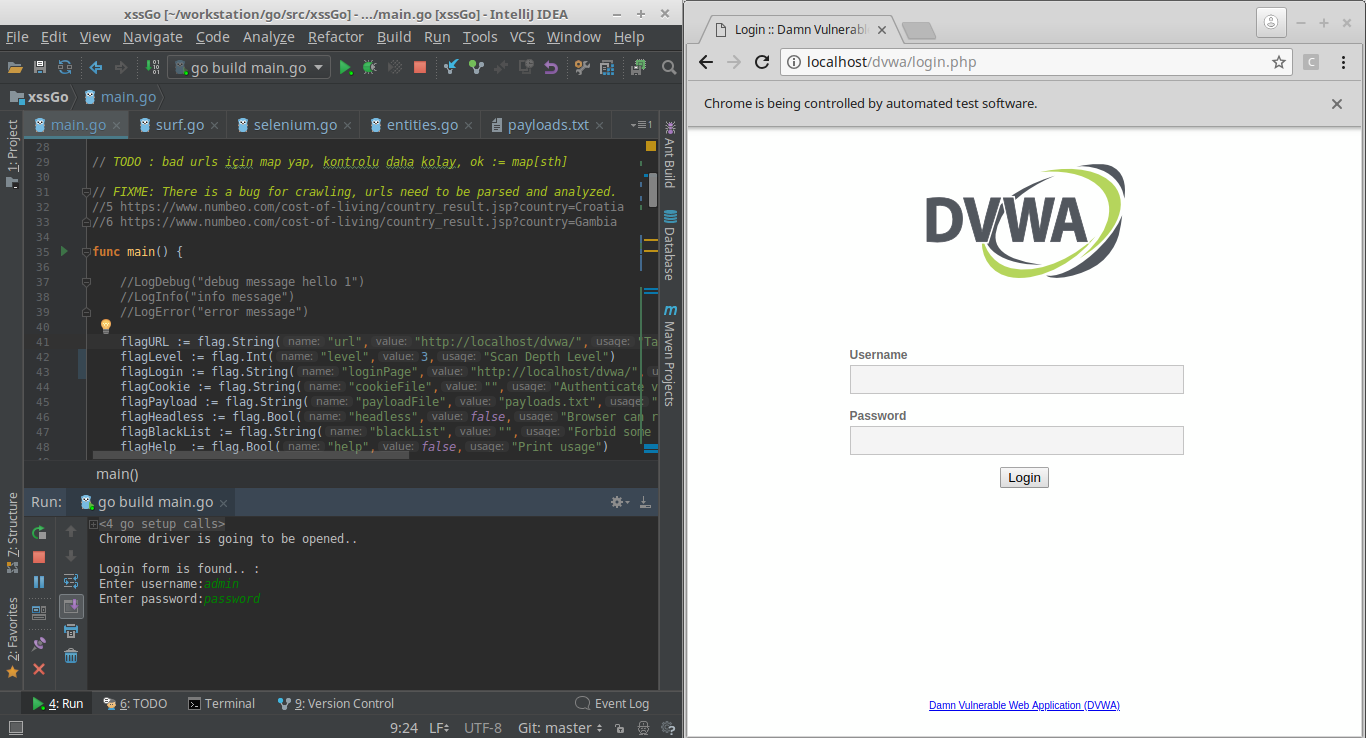 xssGo [~/workstation/go/src/xssGo] - .../main.go [xssGo] - IntelliJ IDEA
File Edit View Navigate Code Analyze Refactor Build Run Tools VCS Window Help
go build main.go
xssGo main.go
main.go surf.go selenium.go entities.go payloads.txt 1
1: Project
7: Structure
2: Favorites
28
29 // TODO : bad urls için map yap, kontrolu daha kolay, ok := map[sth]
30
31 // FIXME: There is a bug for crawling, urls need to be parsed and analyzed.
32 //5 https://www.numbeo.com/cost-of-living/country_result.jsp?country=Croatia
33 //6 https://www.numbeo.com/cost-of-living/country_result.jsp?country=Gambia
34
35 func main() {
36
37 //LogDebug("debug message hello 1")
38 //LogInfo("info message")
39 //LogError("error message")
40
41 flagURL := flag.String( name: "url", value: "http://localhost/dvwa/", usage: "Ta
42 flagLevel := flag.Int( name: "level", value: 3, usage: "Scan Depth Level")
43 flagLogin := flag.String( name: "loginPage", value: "http://localhost/dvwa/",
44 flagCookie := flag.String( name: "cookieFile", value: "", usage: "Authenticate v
45 flagPayload := flag.String( name: "payloadFile", value: "payloads.txt", usage: "
46 flagHeadless := flag.Bool( name: "headless", value: false, usage: "Browser can r
47 flagBlackList := flag.String( name: "blackList", value: "", usage: "Forbid some
48 flagHelp := flag.Bool( name: "help", value: false, usage: "Print usage")
main()
Ant Build
Database
m Maven Projects
Run: go build main.go
<4 go setup calls>
Chrome driver is going to be opened..
Login form is found.. :
Enter username:admin
Enter password:password
4: Run 6: TODO Terminal 9: Version Control Event Log
9:24 LF UTF-8 Git: master
Login :: Damn Vulnerabl
localhost/dvwa/login.php
C
Chrome is being controlled by automated test software.
DVWA
Username
Password
Login
Damn Vulnerable Web Application (DVWA)